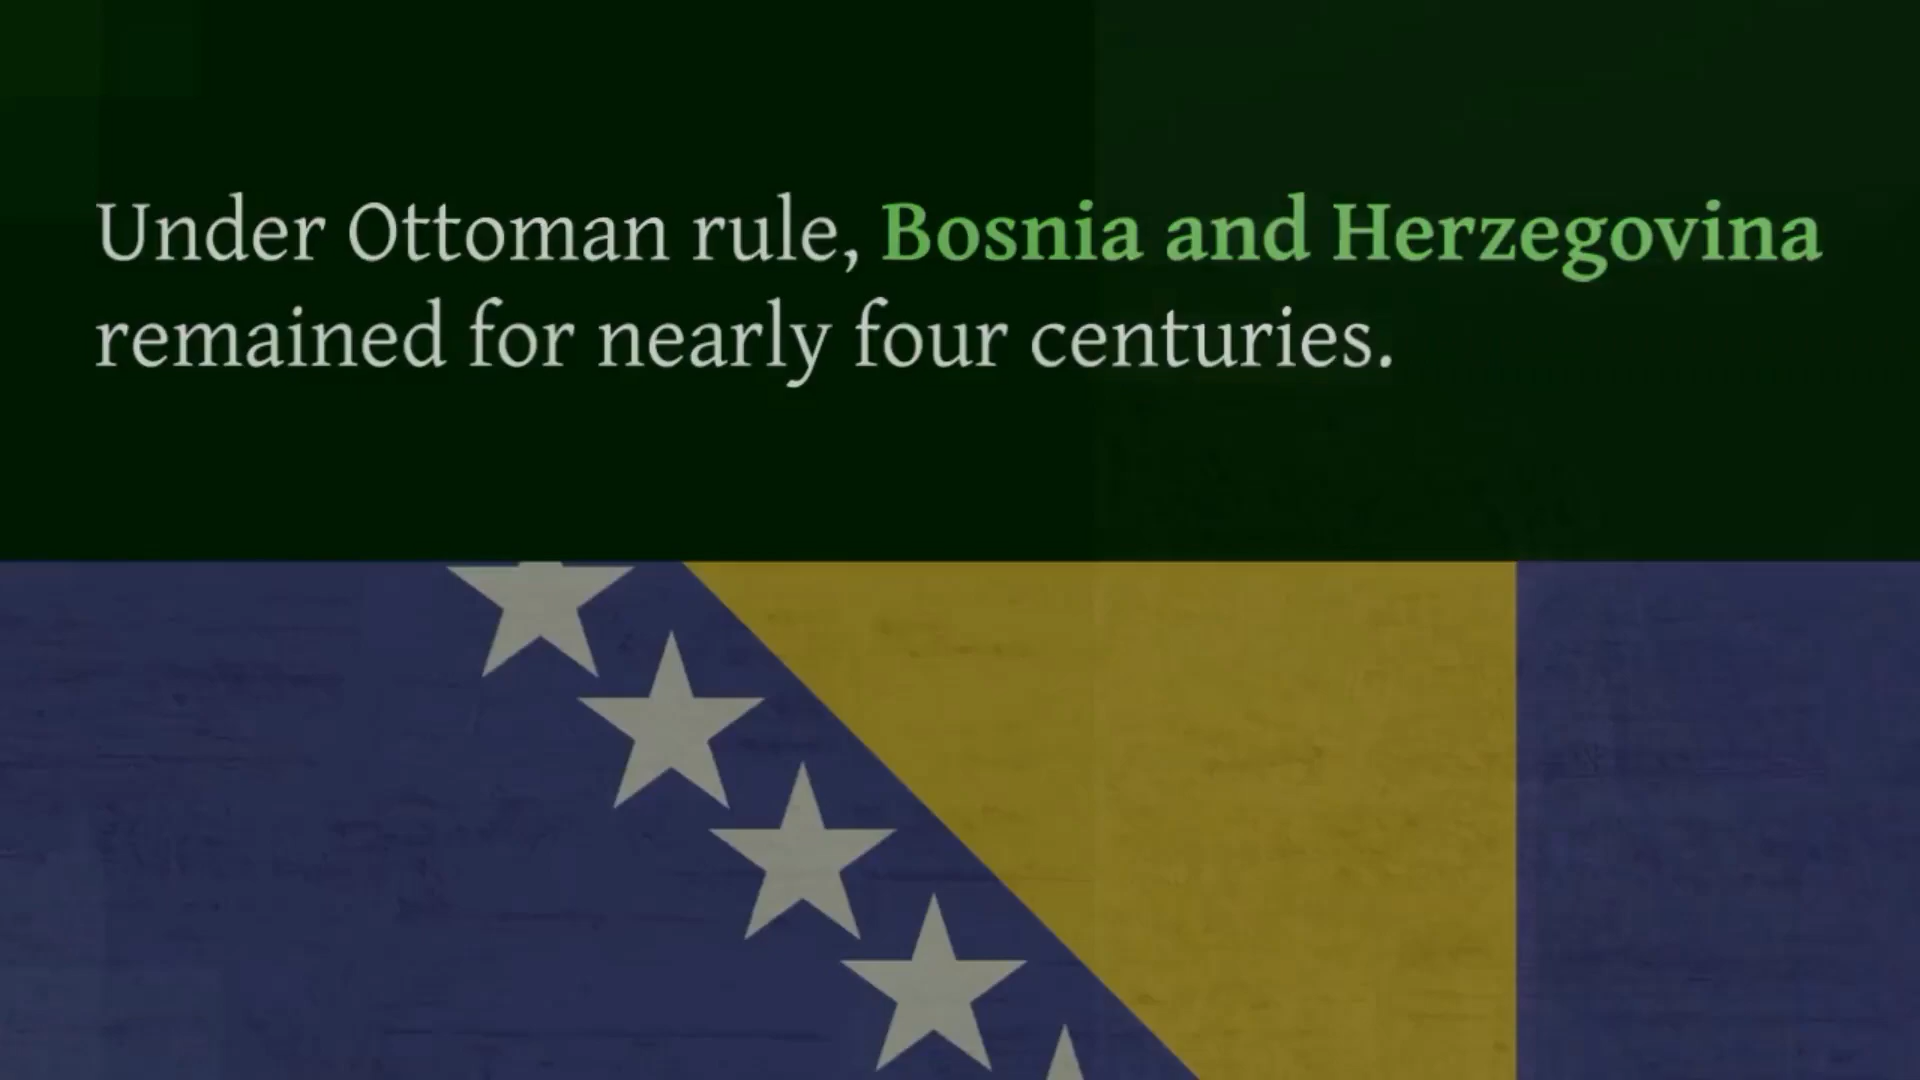 Under Ottoman rule, Bosnia and Herzegovina
remained for nearly four centuries.